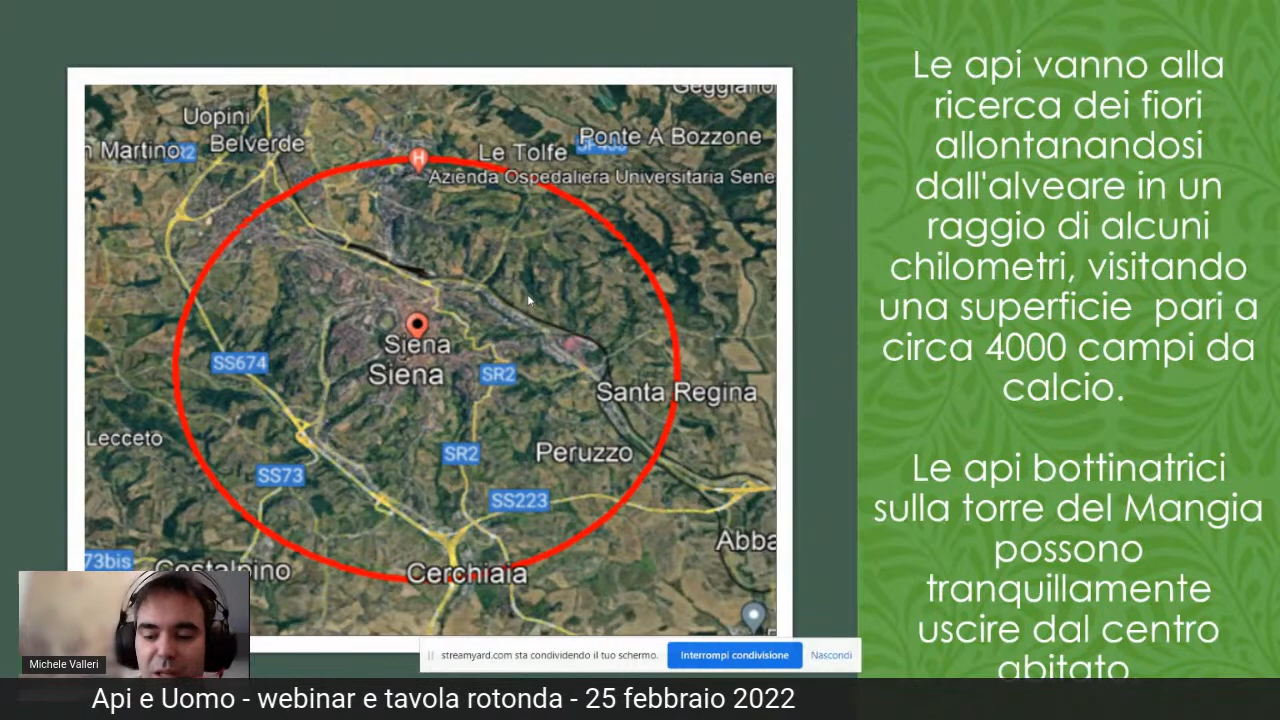 Geggiano
Uopini
Ponte A Bozzone
Belverde
Le Tolfe
n Martino
R2
H
Azienda Ospedaliera Universitaria Sene
Siena
Siena
SS674
SR2
Santa Regina
Lecceto
SR2
Peruzzo
SS73
SS223
Abba
73bis
Costalpino
Cerchiaia
Le api vanno alla
ricerca dei fiori
allontanandosi
dall'alveare in un
raggio di alcuni
chilometri, visitando
una superficie pari a
circa 4000 campi da
calcio.
Le api bottinatrici
sulla torre del Mangia
possono
tranquillamente
uscire dal centro
abitato.
Michele Valleri
streamyard.com sta condividendo il tuo schermo.
Interrompi condivisione
Nascondi
Api e Uomo - webinar e tavola rotonda - 25 febbraio 2022